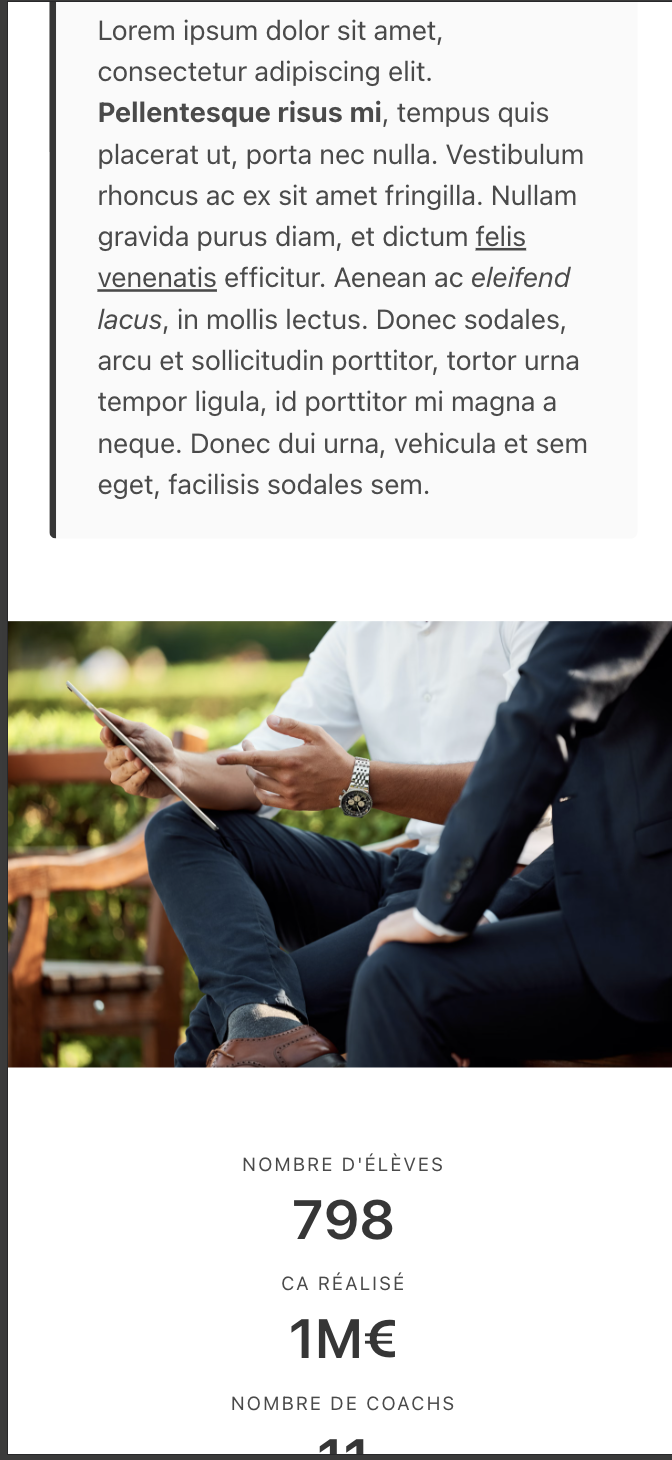 Lorem ipsum dolor sit amet,
consectetur adipiscing elit.
Pellentesque risus mi, tempus quis
placerat ut, porta nec nulla. Vestibulum
rhoncus ac ex sit amet fringilla. Nullam
gravida purus diam, et dictum felis
venenatis efficitur. Aenean ac eleifend
lacus, in mollis lectus. Donec sodales,
arcu et sollicitudin porttitor, tortor urna
tempor ligula, id porttitor mi magna a
neque. Donec dui urna, vehicula et sem
eget, facilisis sodales sem.
NOMBRE D'ÉLÈVES
798
CA RÉALISÉ
1M€
NOMBRE DE COACHS
11